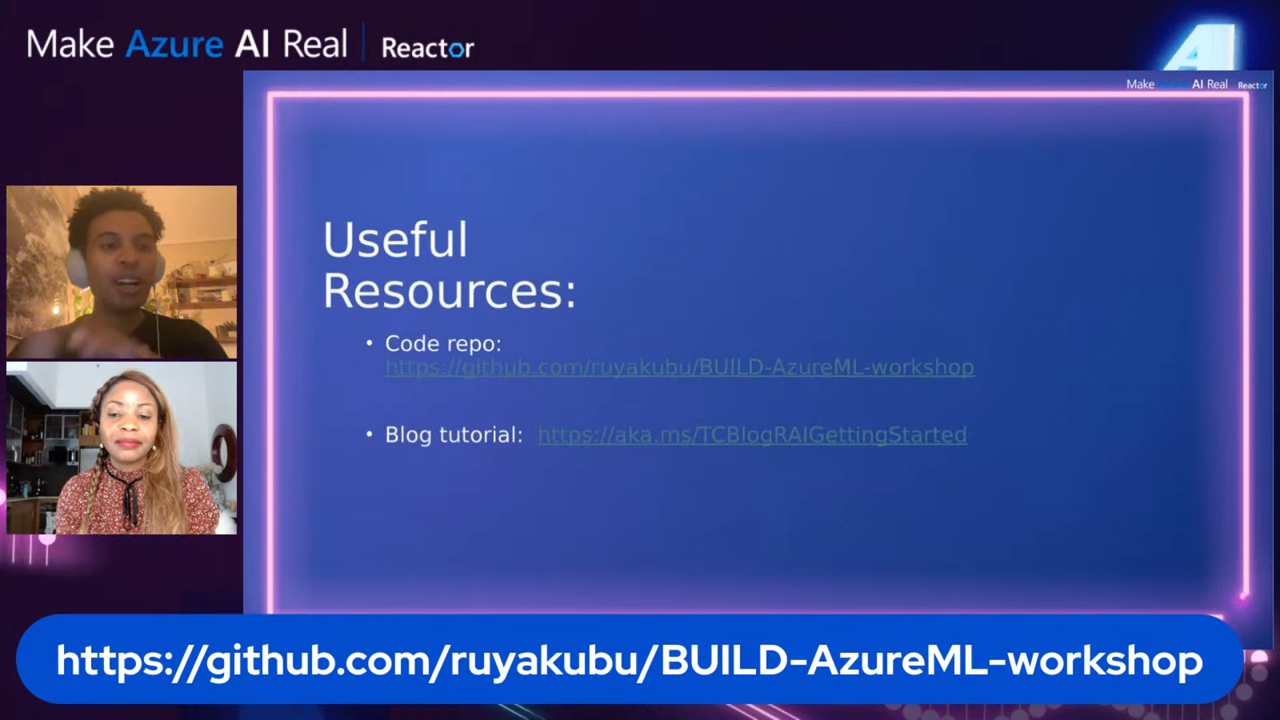 Make Azure AI Real | Reactor
Make Azure AI Real Reactor
Useful
Resources:
• Code repo:
https://github.com/ruyakubu/BUILD-AzureML-workshop
• Blog tutorial: https://aka.ms/TCBlogRAIGettingStarted
https://github.com/ruyakubu/BUILD-AzureML-workshop